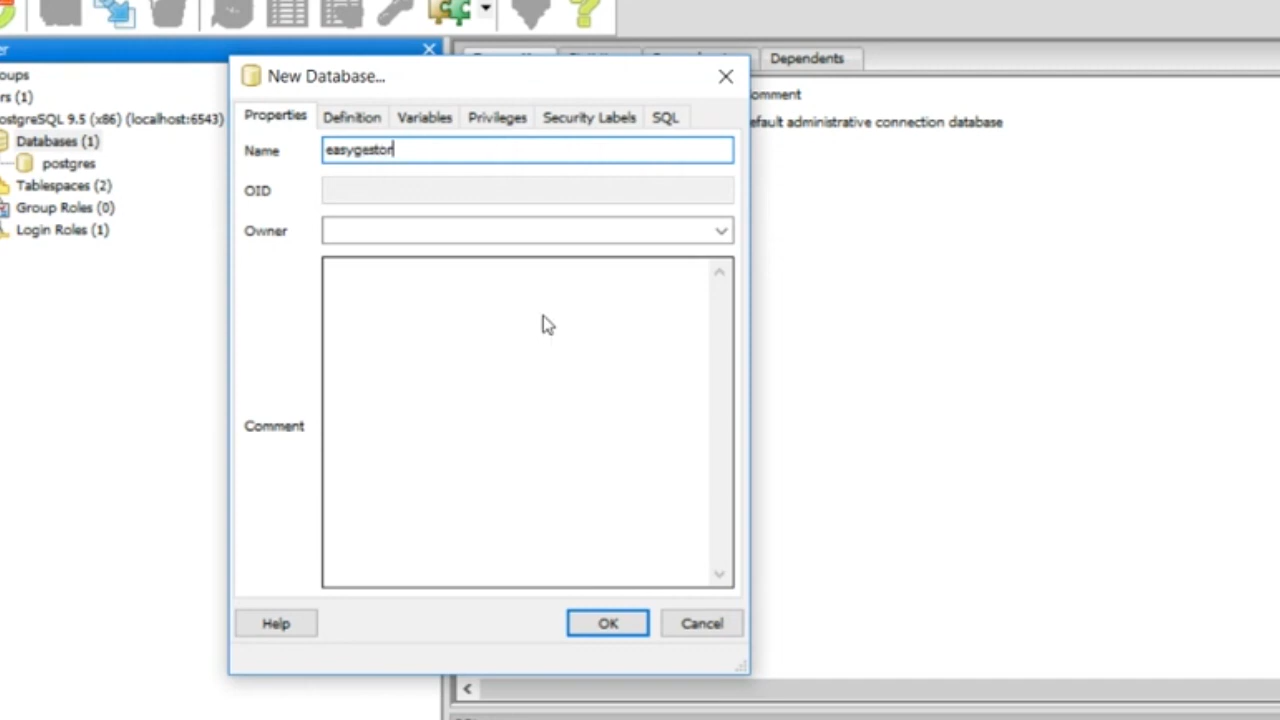 oups
rs (1)
ostgreSQL 9.5 (x86) (localhost:6543)
Databases (1)
postgres
Tablespaces (2)
Group Roles (0)
Login Roles (1)
New Database...
Properties
Definition
Variables
Privileges
Security Labels
SQL
Name
easygestor
OID
Owner
Comment
Help
OK
Cancel
Dependents
omment
efault administrative connection database